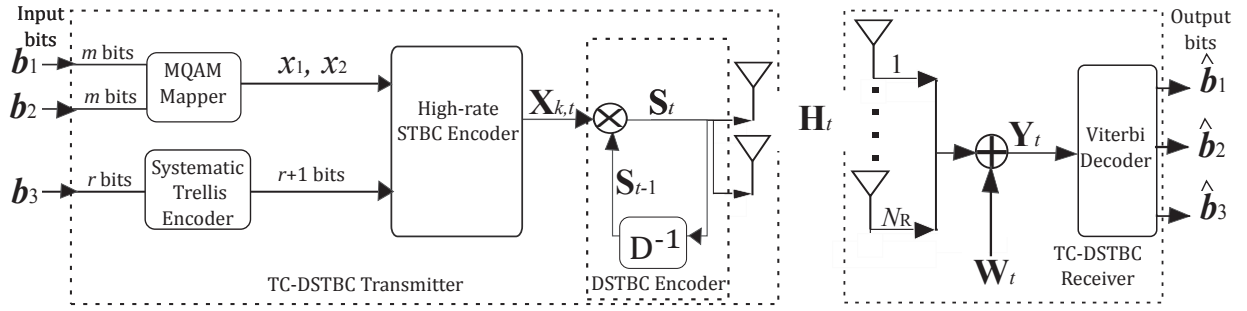 Input
bits
b1
m bits
b2
m bits
MQAM
Mapper
x1, x2
b3
r bits
Systematic
Trellis
Encoder
r+1 bits
High-rate
STBC Encoder
Xk,t
St
St-1
D-1
TC-DSTBC Transmitter
DSTBC Encoder
Ht
1
NR
Yt
Wt
Viterbi
Decoder
TC-DSTBC
Receiver
Output
bits
b̂1
b̂2
b̂3